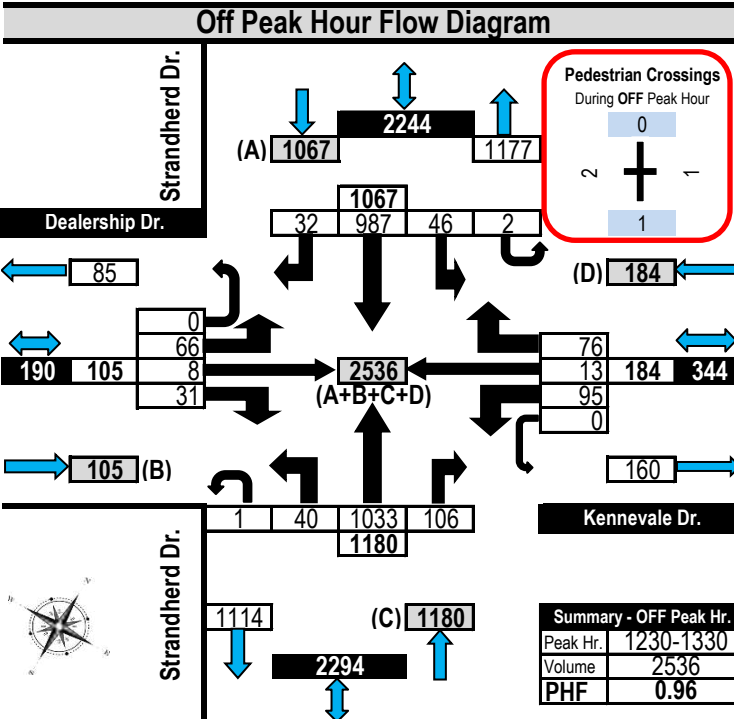 Off Peak Hour Flow Diagram
Strandherd Dr.
Pedestrian Crossings
During OFF Peak Hour
0
2
1
1
2244
(A) 1067
1177
1067
32 987 46 2
Dealership Dr.
85
(D) 184
0
66
190 105 8
31
2536
(A+B+C+D)
76
13 184 344
95
0
105 (B)
160
1 40 1033 106
1180
Kennevale Dr.
Strandherd Dr.
N
E
S
W
1114
(C) 1180
2294
Summary - OFF Peak Hr.
Peak Hr. 1230-1330
Volume 2536
PHF 0.96